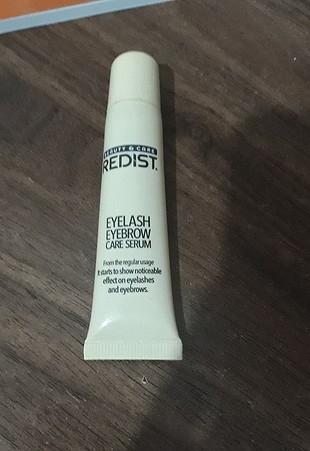 BEAUTY & CARE
REDIST.
EYELASH
EYEBROW
CARE SERUM
From the regular usage
It starts to show noticeable
effect on eyelashes
and eyebrows.